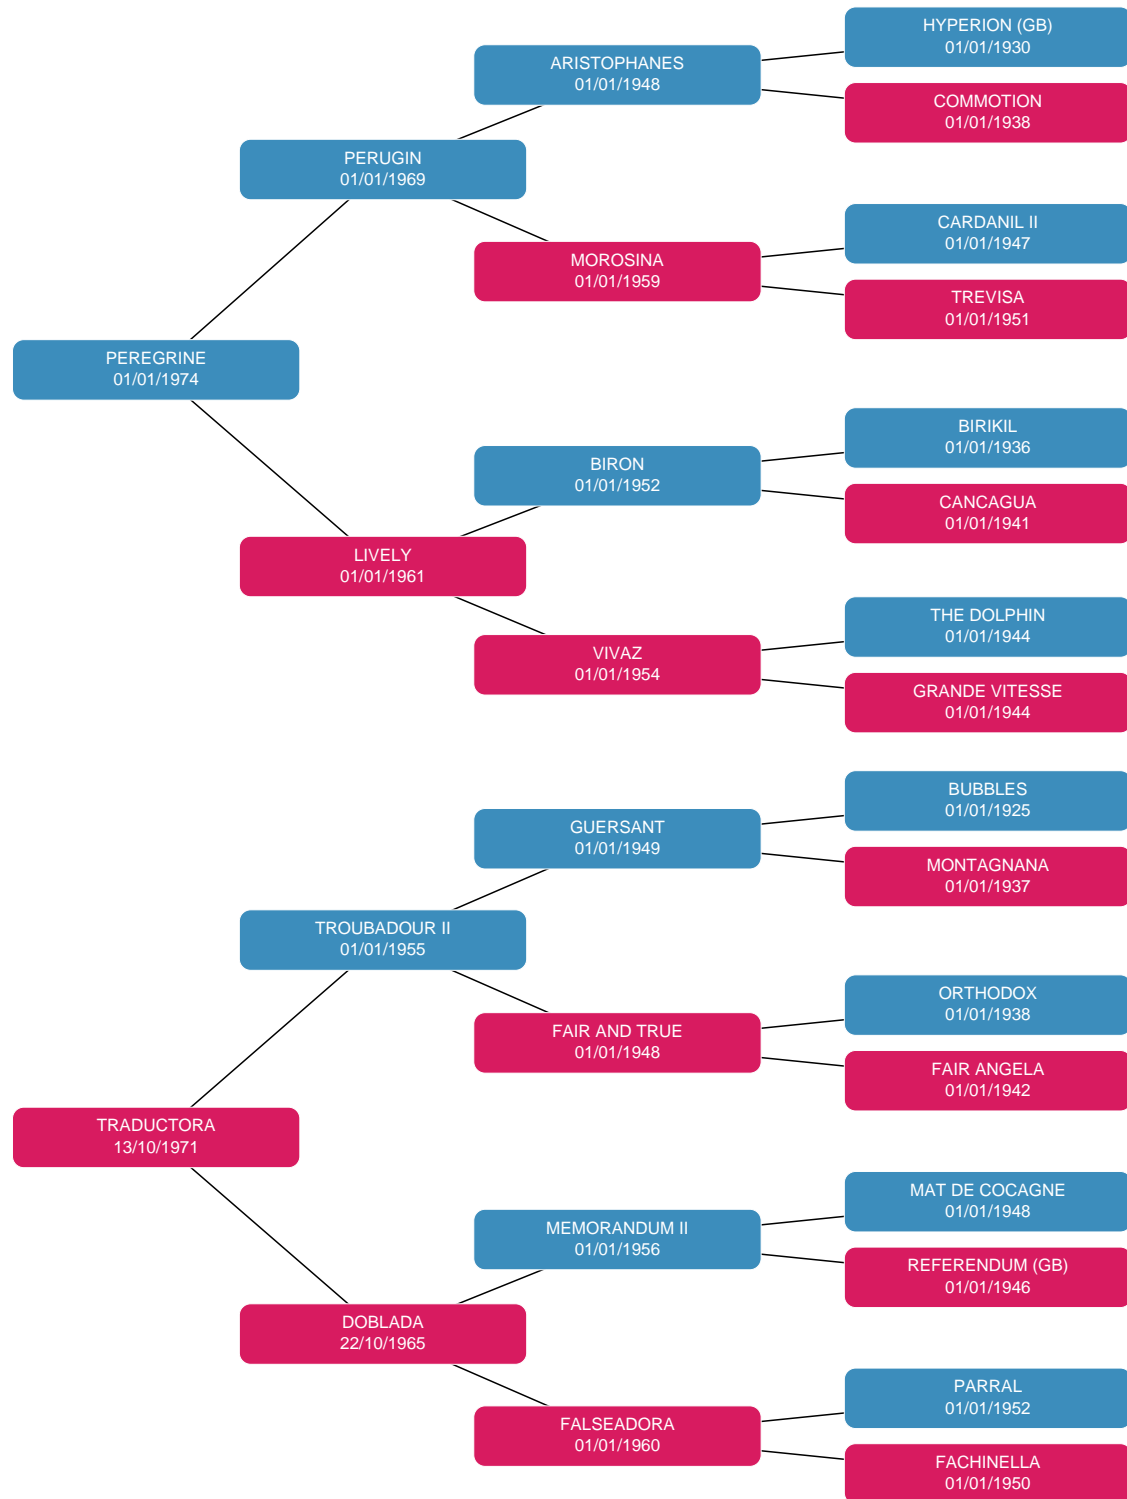 HYPERION (GB)
01/01/1930
ARISTOPHANES
01/01/1948
COMMOTION
01/01/1938
PERUGIN
01/01/1969
CARDANIL II
01/01/1947
MOROSINA
01/01/1959
TREVISA
01/01/1951
PEREGRINE
01/01/1974
BIRIKIL
01/01/1936
BIRON
01/01/1952
CANCAGUA
01/01/1941
LIVELY
01/01/1961
THE DOLPHIN
01/01/1944
VIVAZ
01/01/1954
GRANDE VITESSE
01/01/1944
BUBBLES
01/01/1925
GUERSANT
01/01/1949
MONTAGNANA
01/01/1937
TROUBADOUR II
01/01/1955
ORTHODOX
01/01/1938
FAIR AND TRUE
01/01/1948
FAIR ANGELA
01/01/1942
TRADUCTORA
13/10/1971
MAT DE COCAGNE
01/01/1948
MEMORANDUM II
01/01/1956
REFERENDUM (GB)
01/01/1946
DOBLADA
22/10/1965
PARRAL
01/01/1952
FALSEADORA
01/01/1960
FACHINELLA
01/01/1950